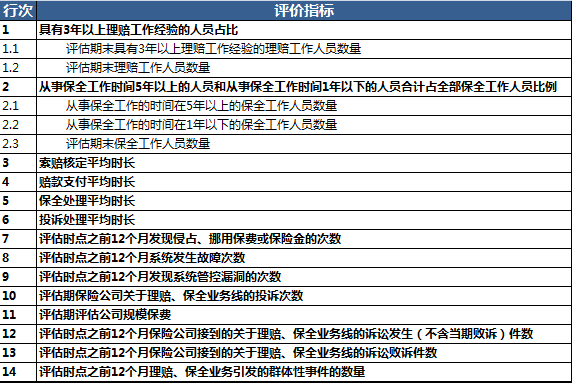 行次 评价指标
1 具有3年以上理赔工作经验的人员占比
1.1 评估期末具有3年以上理赔工作经验的理赔工作人员数量
1.2 评估期末理赔工作人员数量
2 从事保全工作时间5年以上的人员和从事保全工作时间1年以下的人员合计占全部保全工作人员比例
2.1 从事保全工作的时间在5年以上的保全工作人员数量
2.2 从事保全工作的时间在1年以下的保全工作人员数量
2.3 评估期末保全工作人员数量
3 索赔核定平均时长
4 赔款支付平均时长
5 保全处理平均时长
6 投诉处理平均时长
7 评估时点之前12个月发现侵占、挪用保费或保险金的次数
8 评估时点之前12个月系统发生故障次数
9 评估时点之前12个月发现系统管控漏洞的次数
10 评估期保险公司关于理赔、保全业务线的投诉次数
11 评估期评估公司规模保费
12 评估时点之前12个月保险公司接到的关于理赔、保全业务线的诉讼发生（不含当期败诉）件数
13 评估时点之前12个月保险公司接到的关于理赔、保全业务线的诉讼败诉件数
14 评估时点之前12个月理赔、保全业务引发的群体性事件的数量